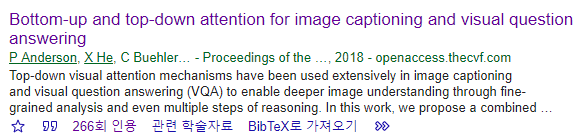 Bottom-up and top-down attention for image captioning and visual question
answering
P Anderson, X He, C Buehler… - Proceedings of the …, 2018 - openaccess.thecvf.com
Top-down visual attention mechanisms have been used extensively in image captioning
and visual question answering (VQA) to enable deeper image understanding through fine-
grained analysis and even multiple steps of reasoning. In this work, we propose a combined …
266회 인용 관련 학술자료 BibTeX로 가져오기